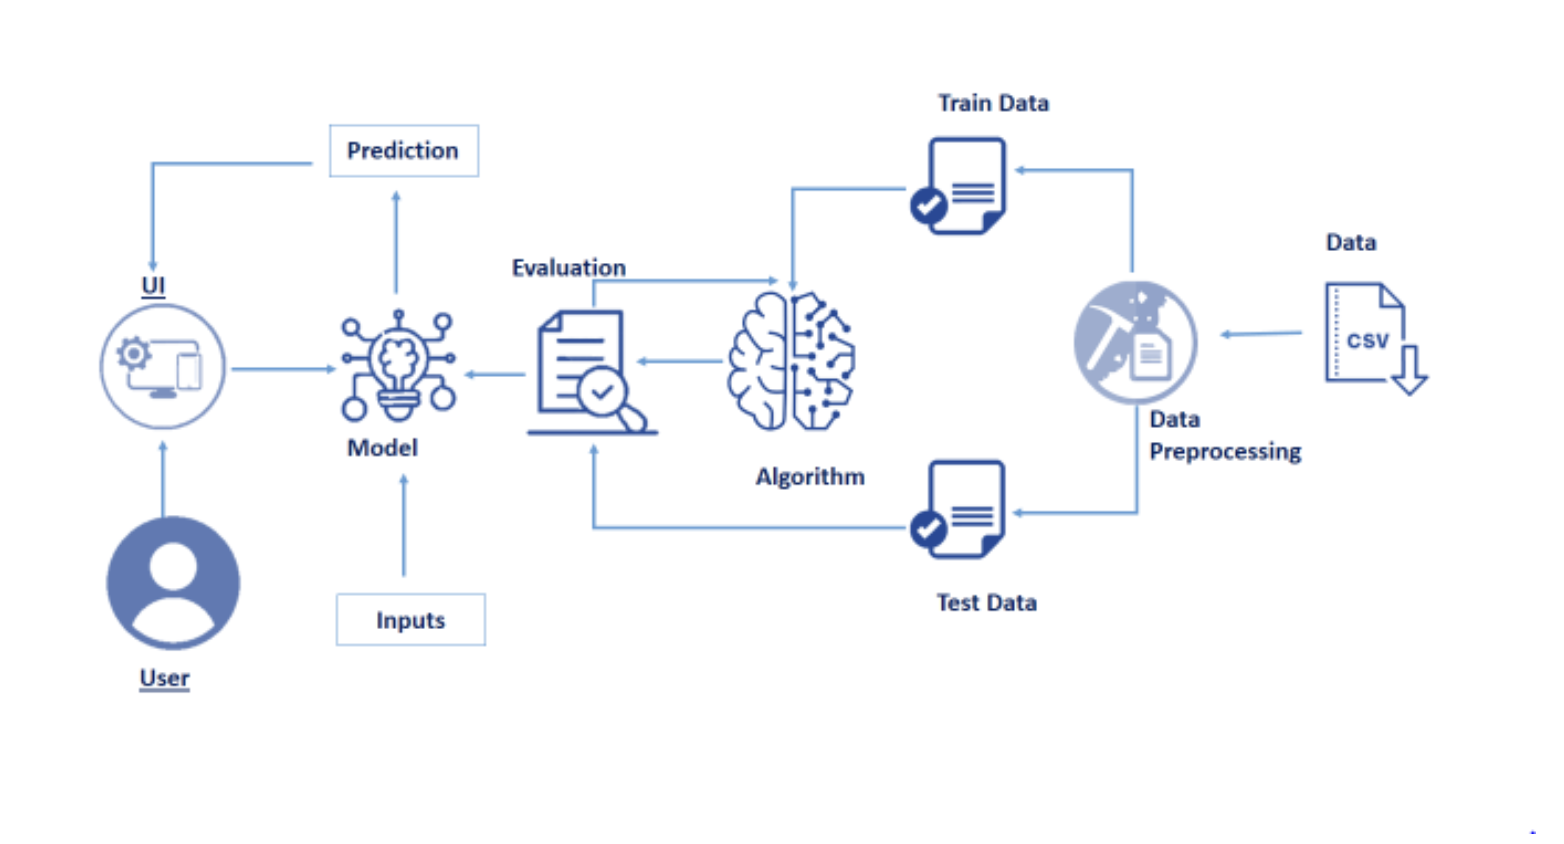 Train Data
Prediction
Data
Evaluation
UI
CSV
Data
Preprocessing
Model
Algorithm
Test Data
Inputs
User